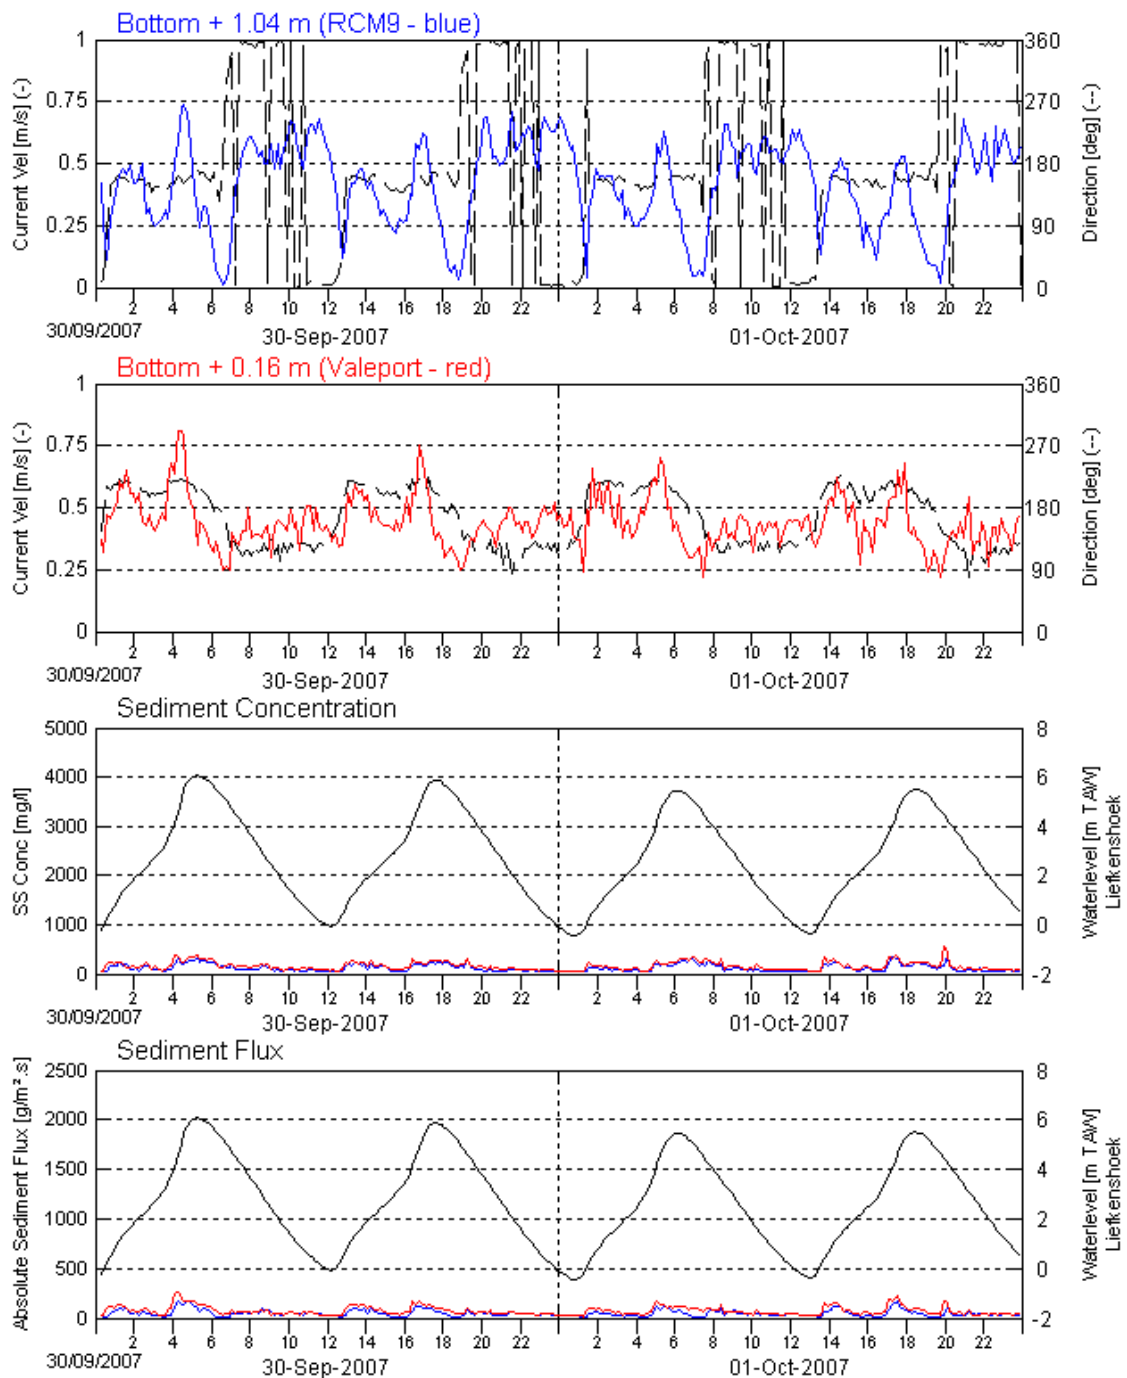 Bottom + 1.04 m (RCM9 - blue)
Current Vel [m/s] (-)
1
0.75
0.5
0.25
0
360
270
180
90
0
Direction [deg] (--)
2 4 6 8 10 12 14 16 18 20 22 2 4 6 8 10 12 14 16 18 20 22
30/09/2007 30-Sep-2007 01-Oct-2007
Bottom + 0.16 m (Valeport - red)
Current Vel [m/s] (-)
1
0.75
0.5
0.25
0
360
270
180
90
0
Direction [deg] (--)
2 4 6 8 10 12 14 16 18 20 22 2 4 6 8 10 12 14 16 18 20 22
30/09/2007 30-Sep-2007 01-Oct-2007
Sediment Concentration
SS Conc [mg/l]
5000
4000
3000
2000
1000
0
8
6
4
2
0
-2
Waterlevel [m TAW]
Liefkenshoek
2 4 6 8 10 12 14 16 18 20 22 2 4 6 8 10 12 14 16 18 20 22
30/09/2007 30-Sep-2007 01-Oct-2007
Sediment Flux
Absolute Sediment Flux [g/m².s]
2500
2000
1500
1000
500
0
8
6
4
2
0
-2
Waterlevel [m TAW]
Liefkenshoek
2 4 6 8 10 12 14 16 18 20 22 2 4 6 8 10 12 14 16 18 20 22
30/09/2007 30-Sep-2007 01-Oct-2007